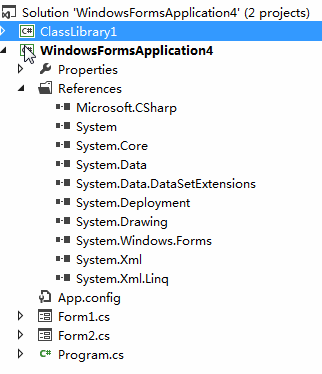 Solution 'WindowsFormsApplication4' (2 projects)
ClassLibrary1
WindowsFormsApplication4
Properties
References
Microsoft.CSharp
System
System.Core
System.Data
System.Data.DataSetExtensions
System.Deployment
System.Drawing
System.Windows.Forms
System.Xml
System.Xml.Linq
App.config
Form1.cs
Form2.cs
Program.cs